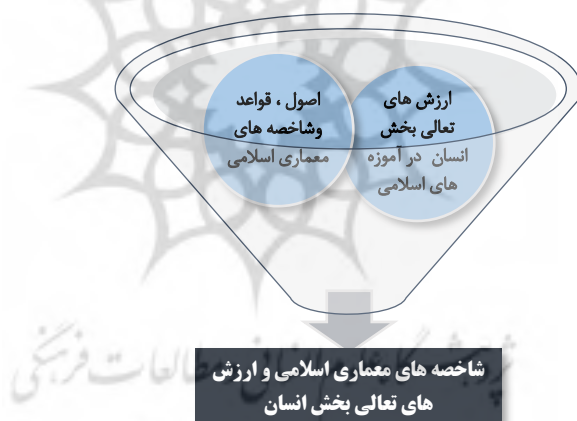 ارزش های
تعالی بخش
انسان در آموزه
های اسلامی
اصول ، قواعد
وشاخصه های
معماری اسلامی
شاخصه های معماری اسلامی و ارزش
های تعالی بخش انسان